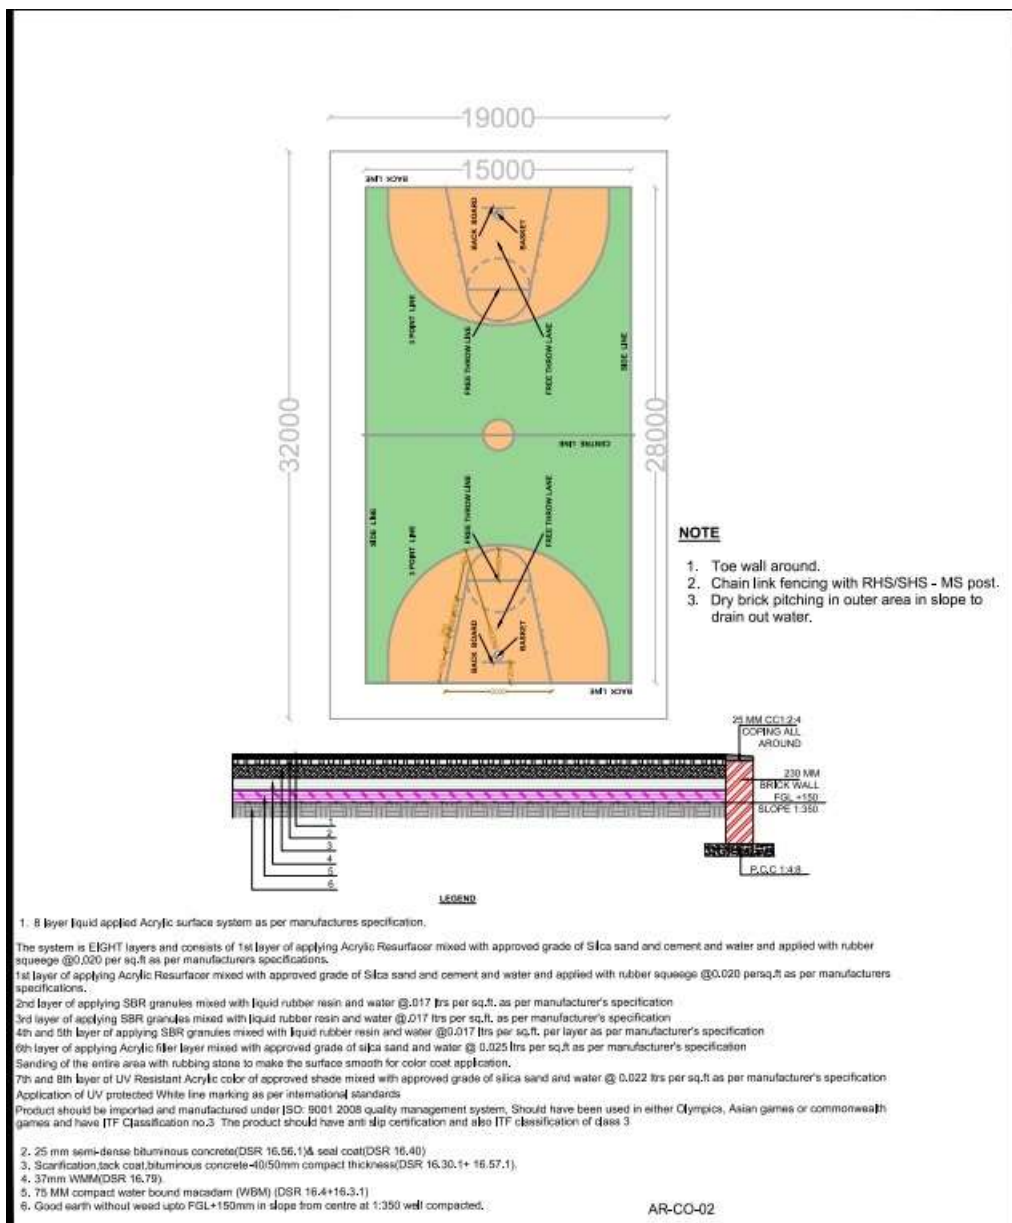 19000
15000
BACK LINE
BACK BOARD
BASKET
3 POINT LINE
FREE THROW LINE
FREE THROW LANE
SIDE LINE
32000
28000
CENTRE LINE
SIDE LINE
3 POINT LINE
FREE THROW LINE
FREE THROW LANE
BACK BOARD
BASKET
BACK LINE
NOTE
1. Toe wall around.
2. Chain link fencing with RHS/SHS - MS post.
3. Dry brick pitching in outer area in slope to
drain out water.
25 MM CC1:2:4
COPING ALL
AROUND
230 MM
BRICK WALL
FGL +150
SLOPE 1:350
P.C.C 1:4:8
1
2
3
4
5
6
LEGEND
1. 8 layer liquid applied Acrylic surface system as per manufactures specification.
The system is EIGHT layers and consists of 1st layer of applying Acrylic Resurfacer mixed with approved grade of Silca sand and cement and water and applied with rubber
squeege @0,020 per sq.ft as per manufacturers specifications.
1st layer of applying Acrylic Resurfacer mixed with approved grade of Silca sand and cement and water and applied with rubber squeege @0.020 persq.ft as per manufacturers
specifications.
2nd layer of applying SBR granules mixed with liquid rubber resin and water @.017 ltrs per sq.ft. as per manufacturer's specification
3rd layer of applying SBR granules mixed with liquid rubber resin and water @.017 ltrs per sq.ft. as per manufacturer's specification
4th and 5th layer of applying SBR granules mixed with liquid rubber resin and water @0.017 ltrs per sq.ft. per layer as per manufacturer's specification
6th layer of applying Acrylic filler layer mixed with approved grade of silca sand and water @ 0.025 ltrs per sq.ft as per manufacturer's specification
Sanding of the entire area with rubbing stone to make the surface smooth for color coat application.
7th and 8th layer of UV Resistant Acrylic color of approved shade mixed with approved grade of silica sand and water @ 0.022 ltrs per sq.ft as per manufacturer's specification
Application of UV protected White line marking as per international standards
Product should be imported and manufactured under ISO: 9001 2008 quality management system, Should have been used in either Olympics, Asian games or commonwealth
games and have ITF Classification no.3 The product should have anti slip certification and also ITF classification of class 3
2. 25 mm semi-dense bituminous concrete(DSR 16.56.1)& seal coat(DSR 16.40)
3. Scarification,tack coat,bituminous concrete-40/50mm compact thickness(DSR 16.30.1+ 16.57.1).
4. 37mm WMM(DSR 16.79).
5. 75 MM compact water bound macadam (WBM) (DSR 16.4+16.3.1)
6. Good earth without weed upto FGL+150mm in slope from centre at 1:350 well compacted.
AR-CO-02